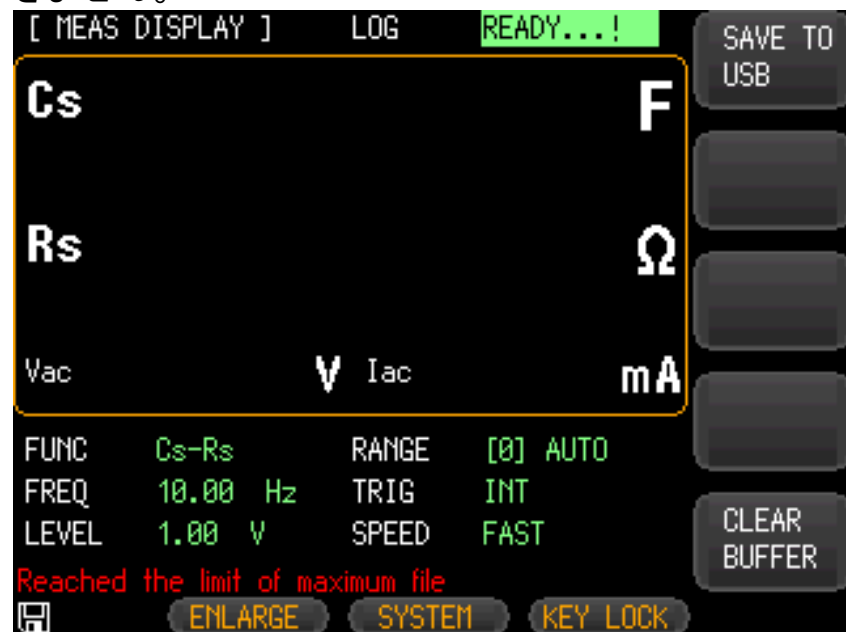 [ MEAS DISPLAY ] LOG READY...!
SAVE TO
USB
Cs F
Rs Ω
Vac V Iac mA
FUNC Cs-Rs RANGE [0] AUTO
FREQ 10.00 Hz TRIG INT
LEVEL 1.00 V SPEED FAST
CLEAR
BUFFER
Reached the limit of maximum file
ENLARGE SYSTEM KEY LOCK